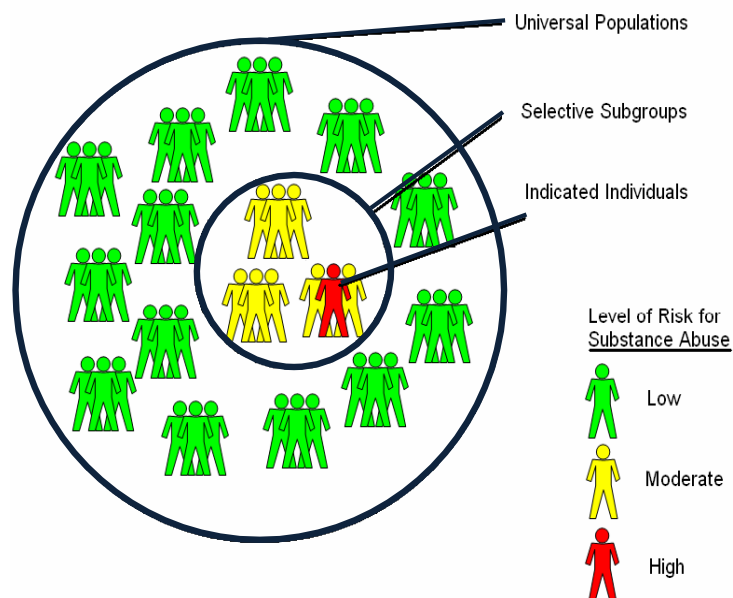 Universal Populations
Selective Subgroups
Indicated Individuals
Level of Risk for
Substance Abuse
Low
Moderate
High